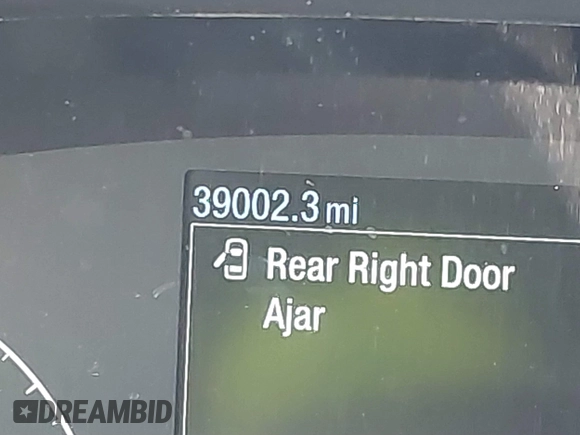 39002.3 mi
Rear Right Door
Ajar
DREAMBID